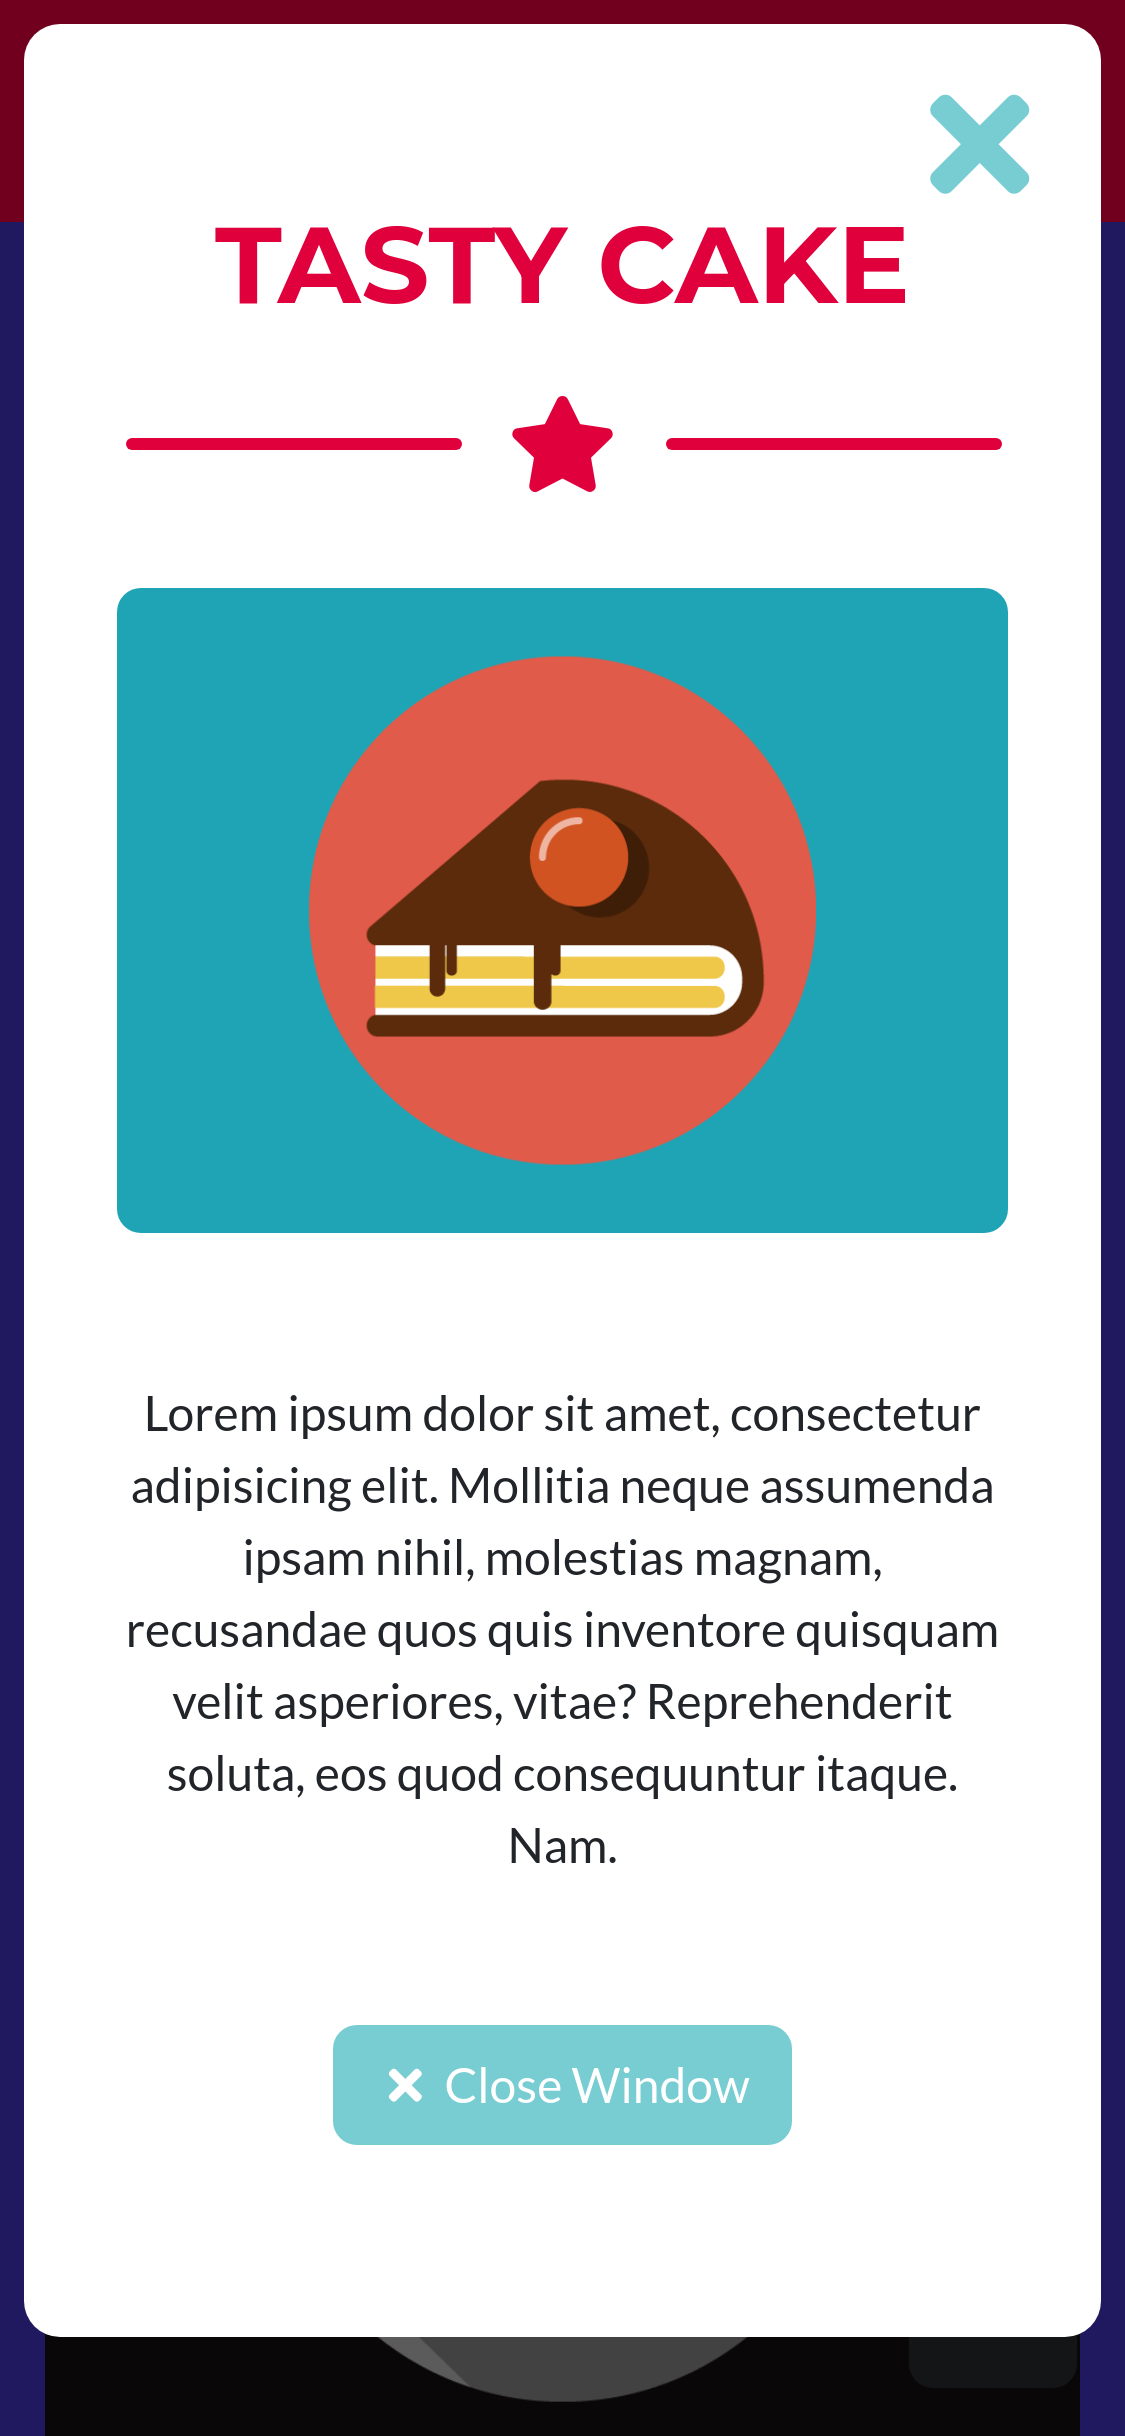 TASTY CAKE
Lorem ipsum dolor sit amet, consectetur
adipisicing elit. Mollitia neque assumenda
ipsam nihil, molestias magnam,
recusandae quos quis inventore quisquam
velit asperiores, vitae? Reprehenderit
soluta, eos quod consequuntur itaque.
Nam.
Close Window